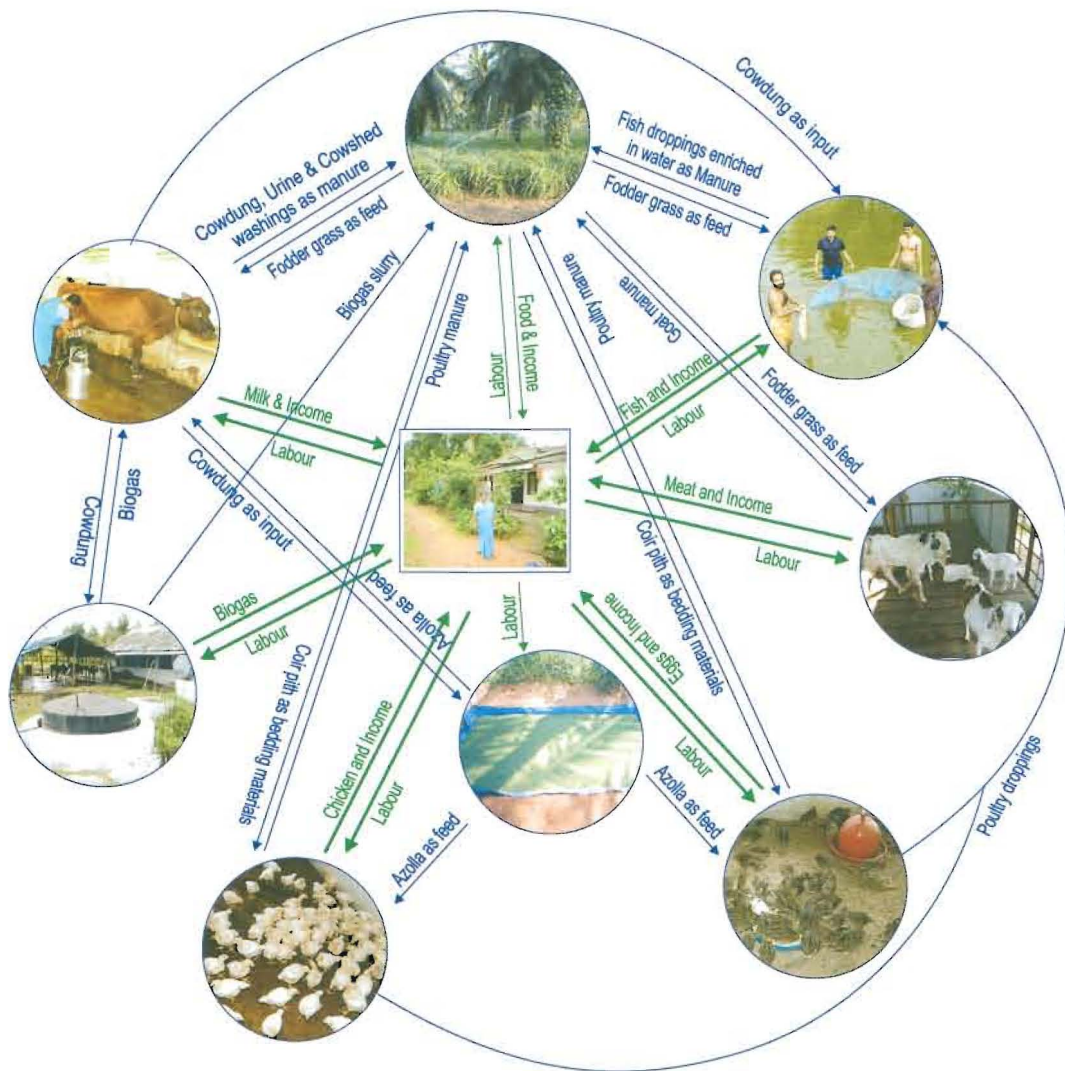 Cowdung as input
Cowdung, Urine & Cowshed
washings as manure
Fodder grass as feed
Fish droppings enriched
in water as Manure
Fodder grass as feed
Biogas slurry
Poultry manure
Labour
Food & Income
Poultry manure
Goat manure
Fodder grass as feed
Milk & Income
Labour
Fish and Income
Labour
Cowdung
Biogas
Cowdung as input
Azolla as feed
Meat and Income
Labour
Biogas
Labour
Labour
Coir pith as bedding materials
Eggs and Income
Labour
Coir pith as bedding materials
Chicken and Income
Labour
Azolla as feed
Azolla as feed
Poultry droppings